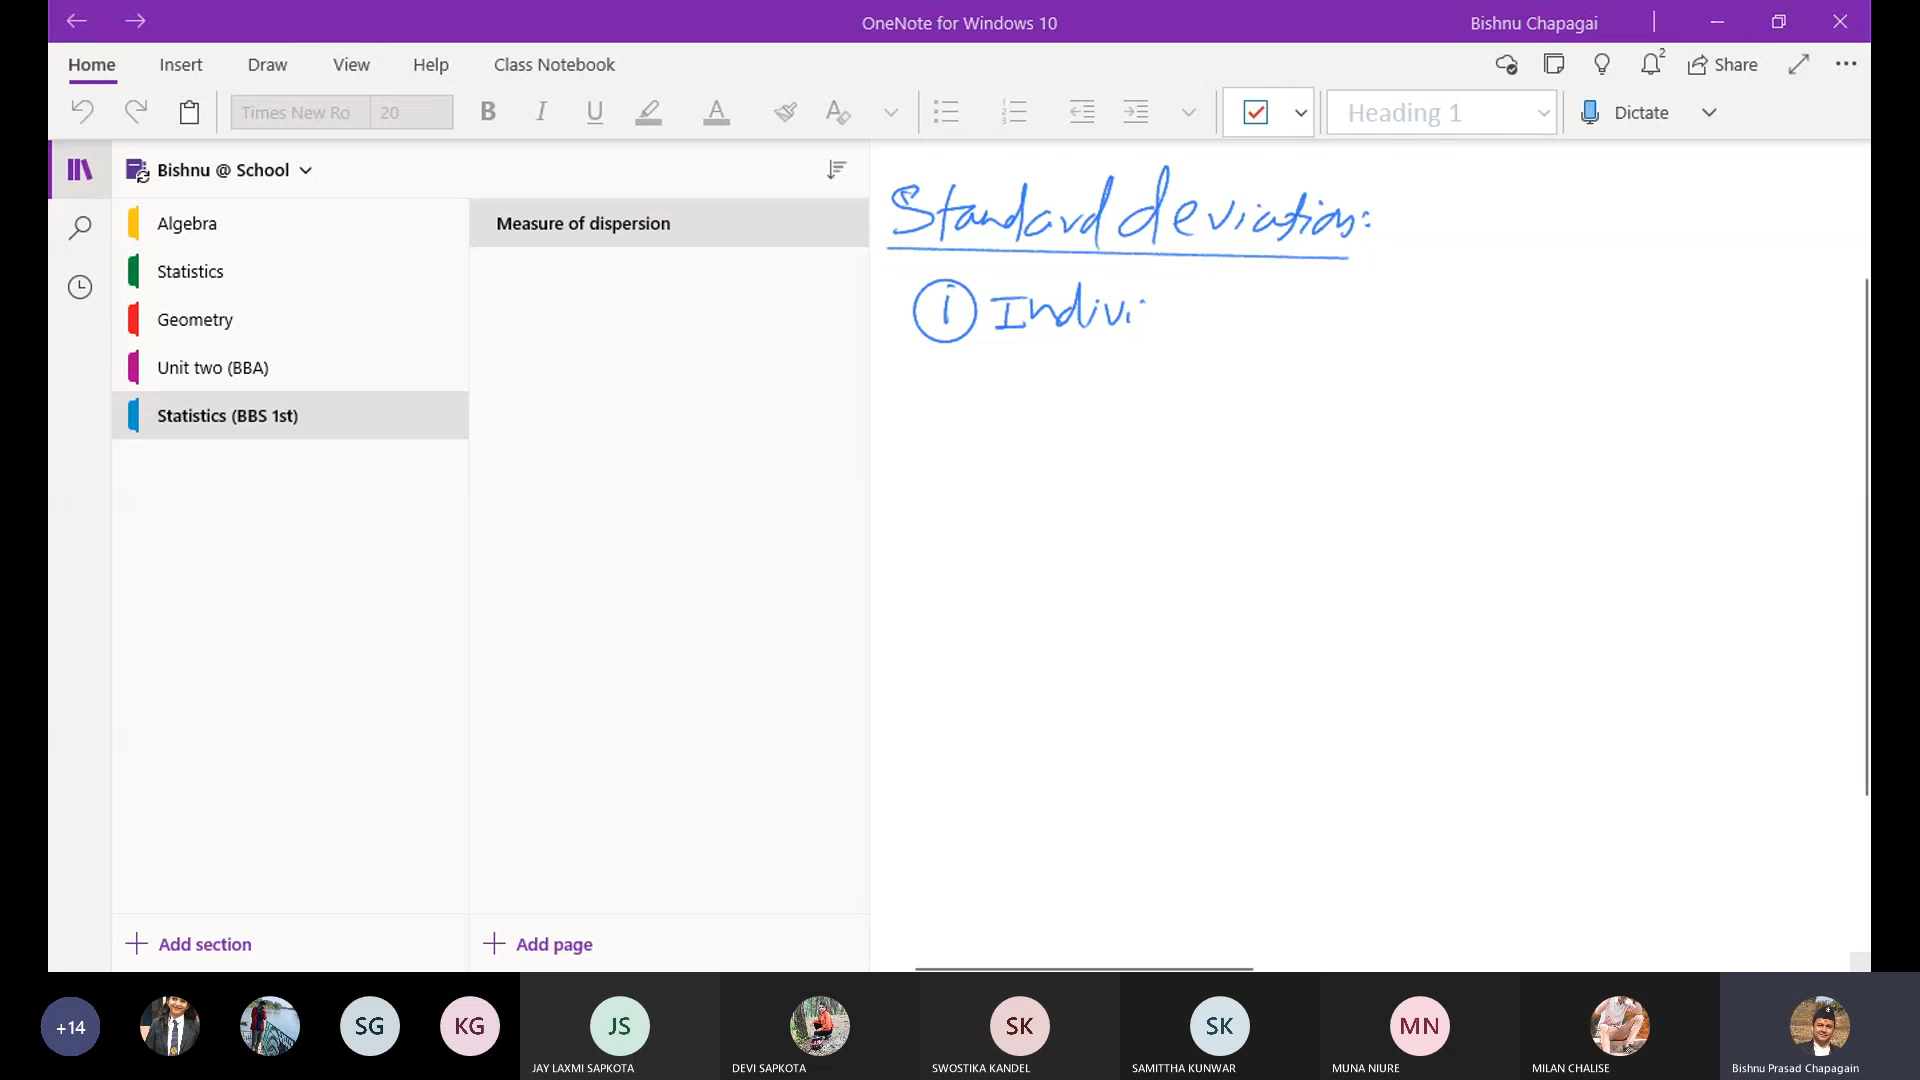 OneNote for Windows 10
Bishnu Chapagai
Home Insert Draw View Help Class Notebook
2 Share
Times New Ro 20 B I U A Heading 1 Dictate
Bishnu @ School
Algebra
Statistics
Geometry
Unit two (BBA)
Statistics (BBS 1st)
Measure of dispersion
Standard deviation:
i Indivi
Add section
Add page
+14
SG
KG
JS
SK
SK
MN
JAY LAXMI SAPKOTA
DEVI SAPKOTA
SWOSTIKA KANDEL
SAMITTHA KUNWAR
MUNA NIURE
MILAN CHALISE
Bishnu Prasad Chapagain